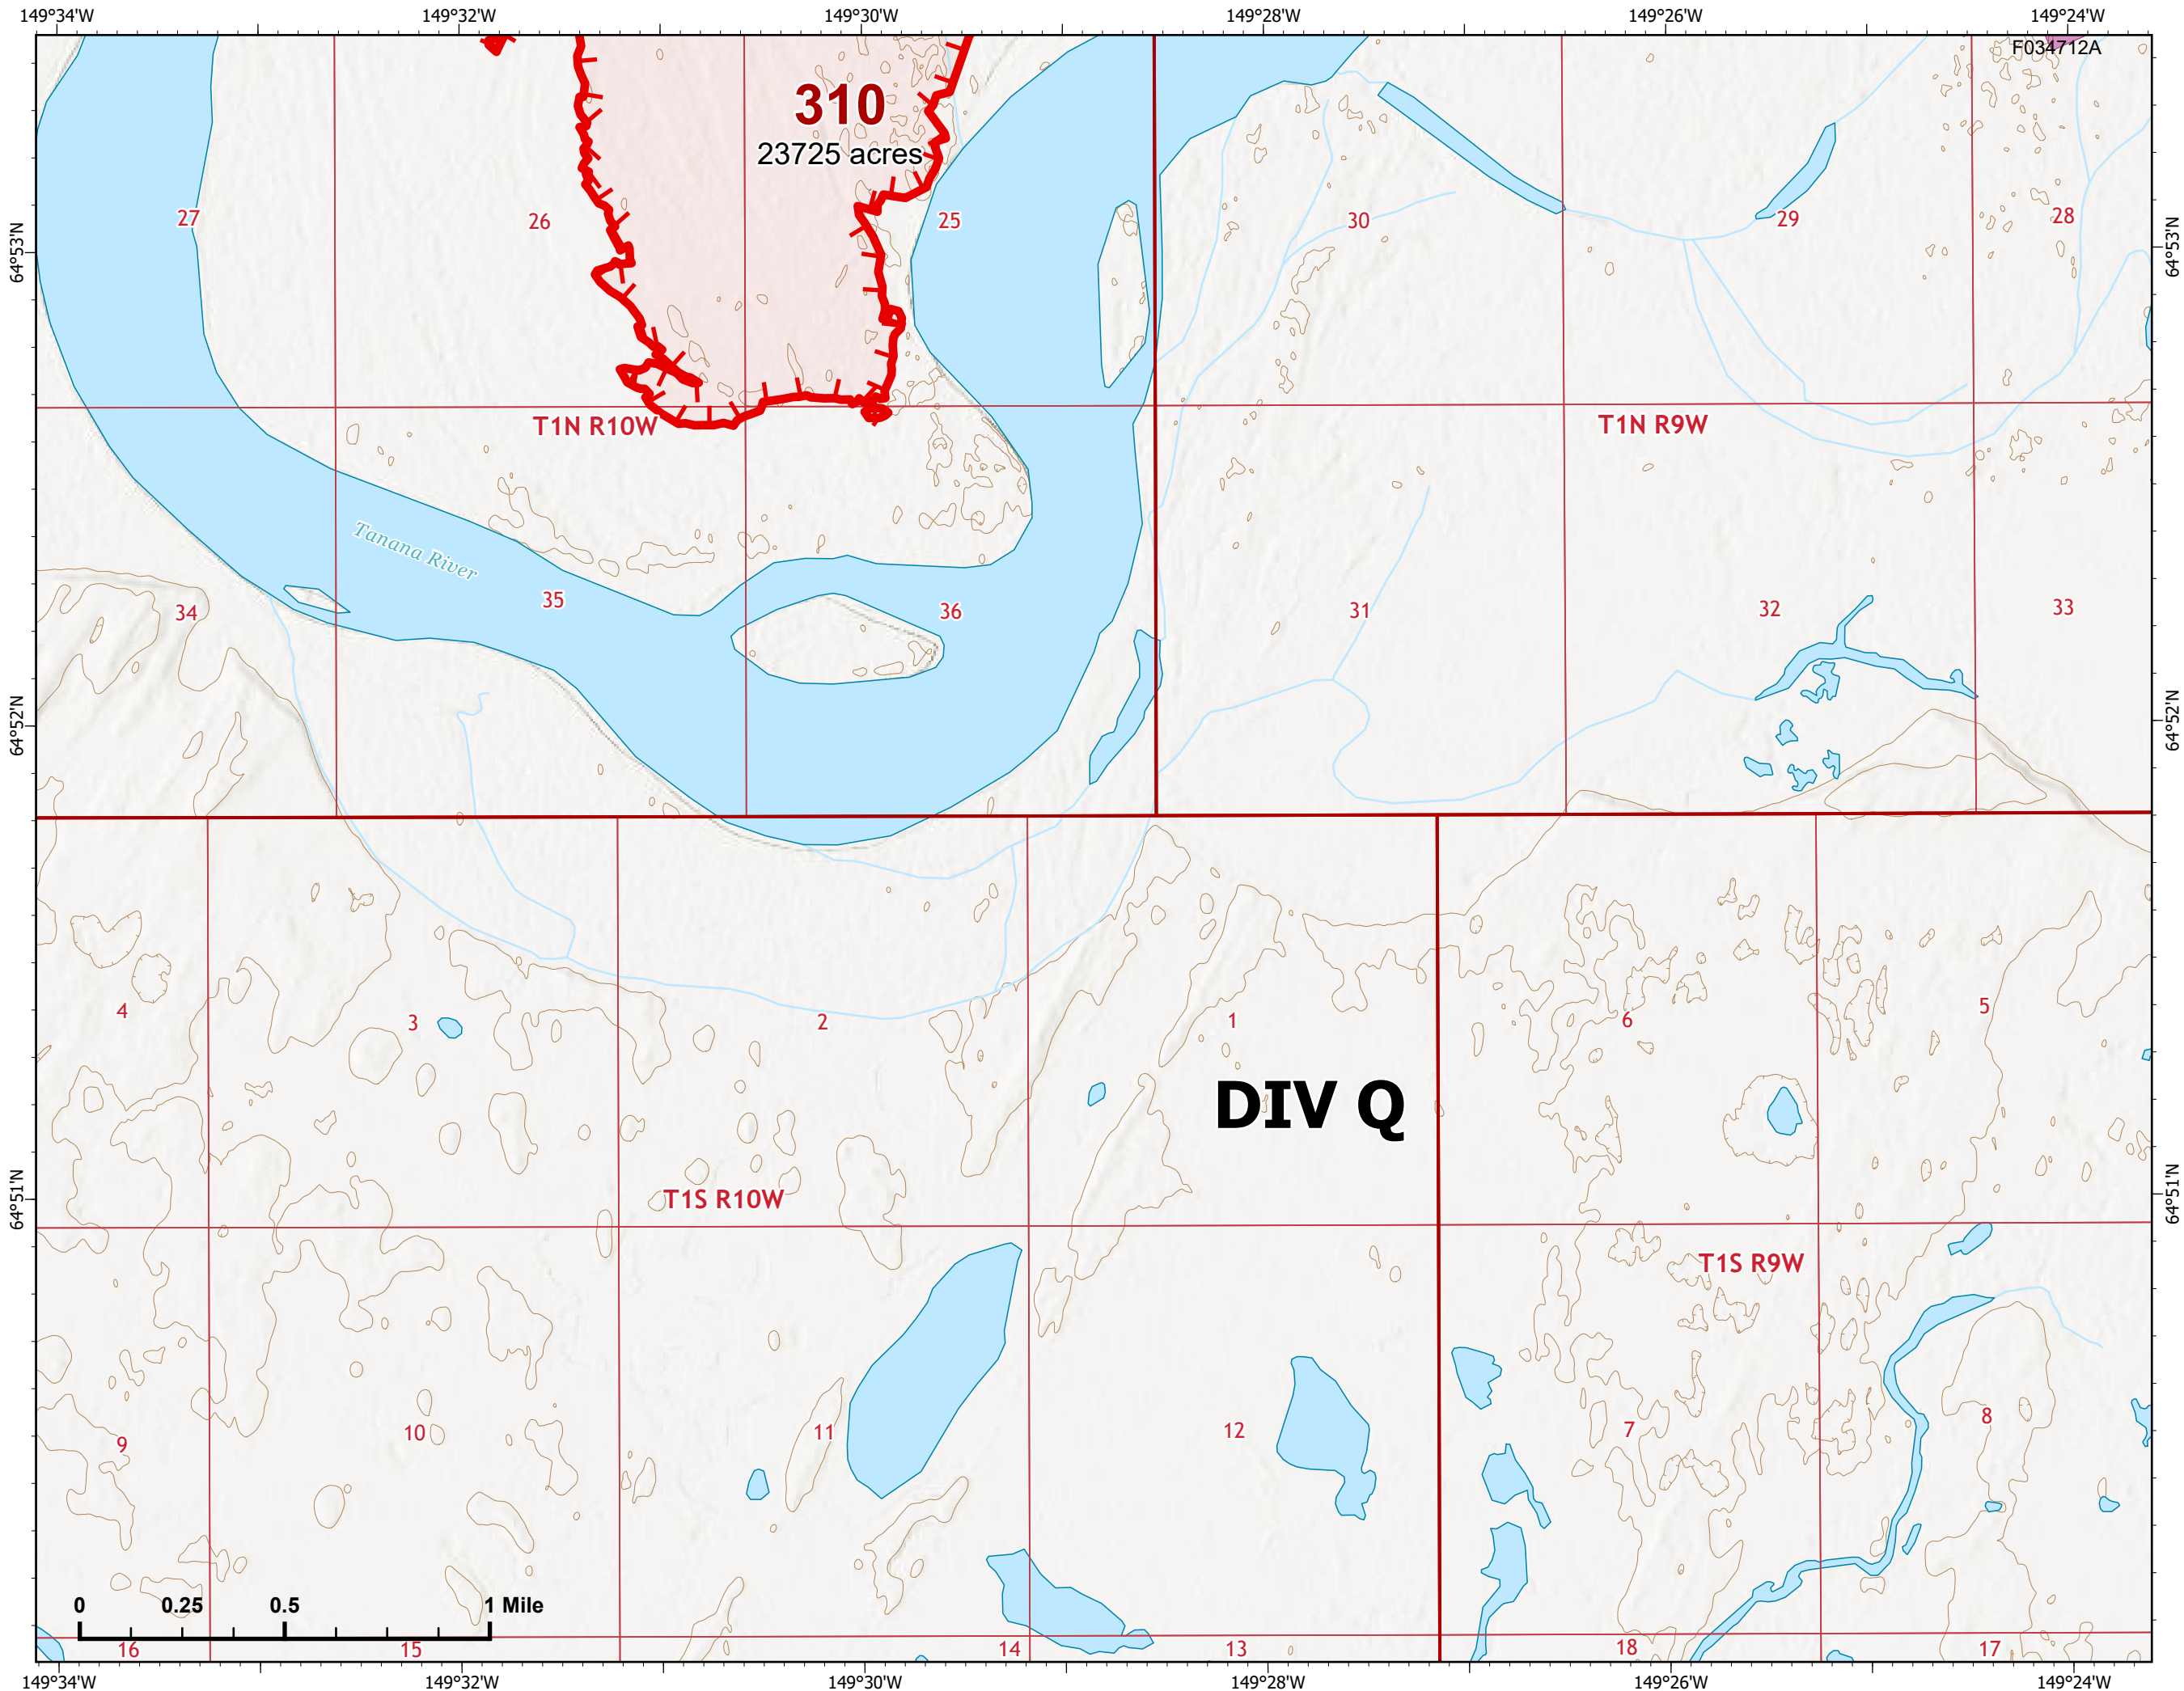 149°34'W 149°32'W 149°30'W 149°28'W 149°26'W 149°24'W
F034712A
310
23725 acres
27 26 25 30 29 28
64°53'N 64°53'N
T1N R10W T1N R9W
Tanana River
34 35 36 31 32 33
64°52'N 64°52'N
4 3 2 1 6 5
DIV Q
T1S R10W
64°51'N 64°51'N
T1S R9W
9 10 11 12 7 8
0 0.25 0.5 1 Mile
16 15 14 13 18 17
149°34'W 149°32'W 149°30'W 149°28'W 149°26'W 149°24'W